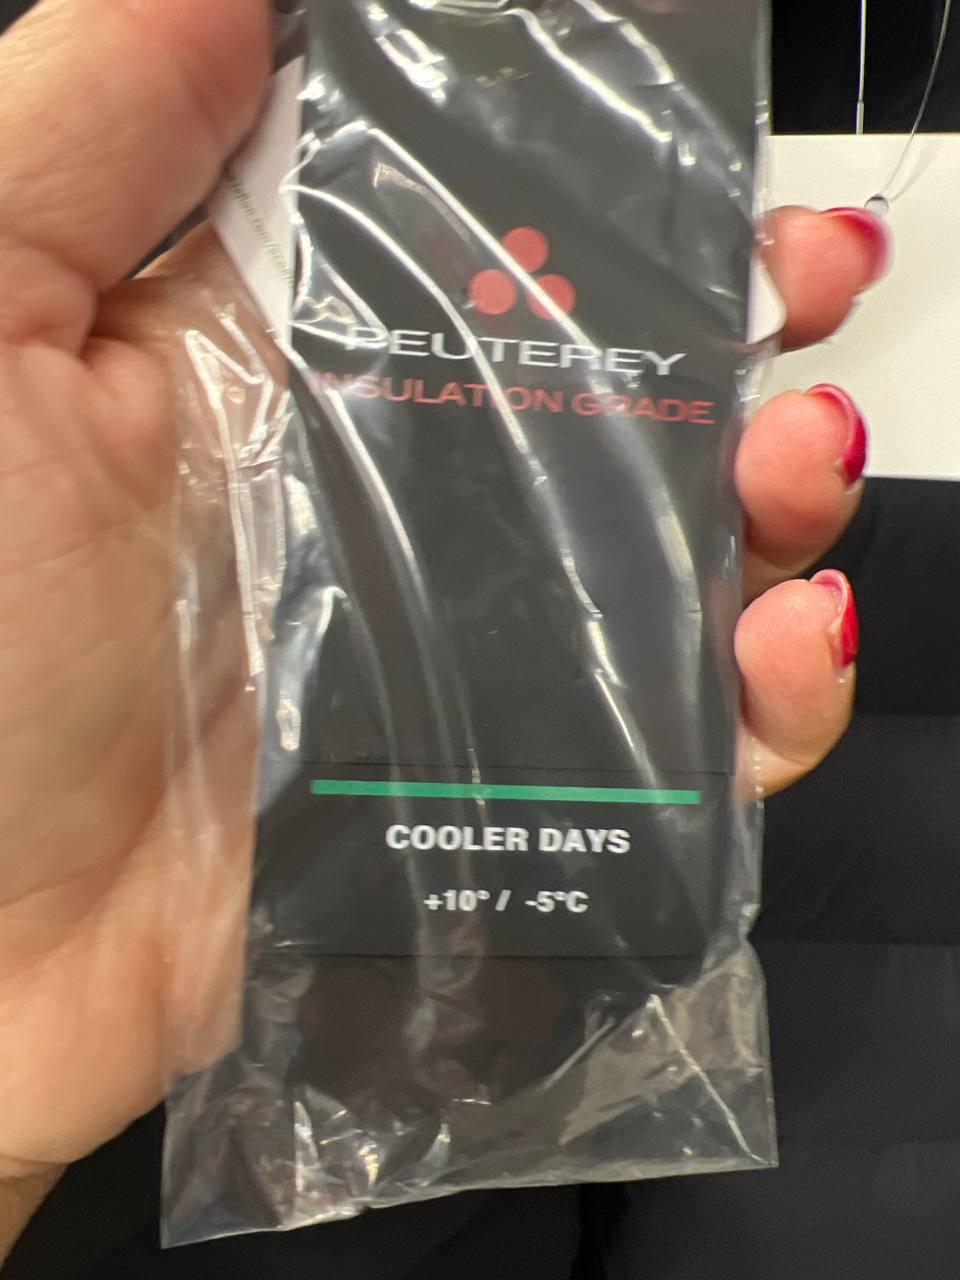 PEUTEREY
INSULATION GRADE
COOLER DAYS
+10° / -5°C